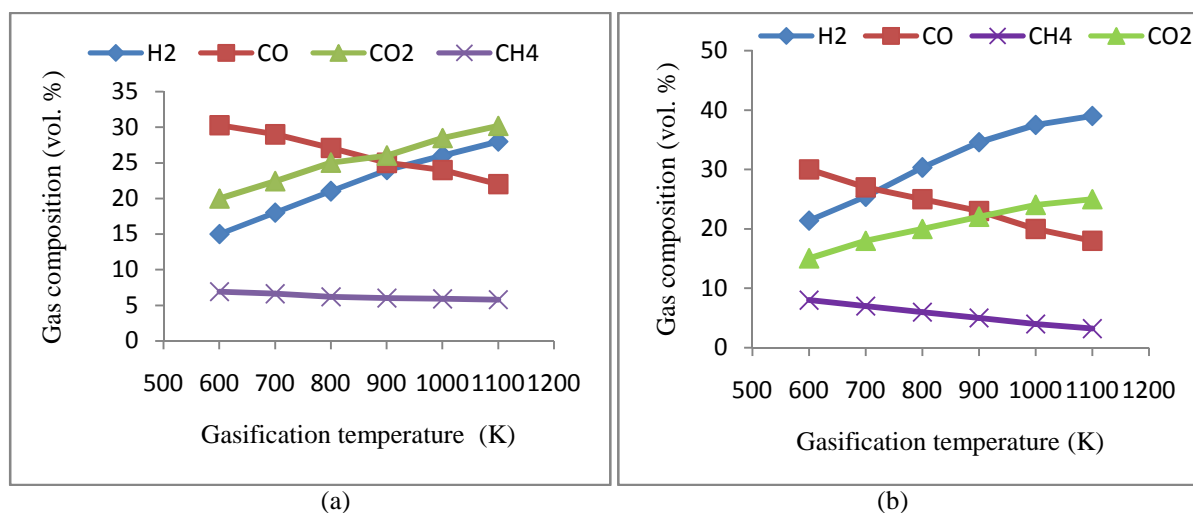 H2 CO CO2 CH4
35
30
25
20
15
10
5
0
500 600 700 800 900 1000 1100 1200
Gas composition (vol. %)
Gasification temperature (K)
(a)
H2 CO CH4 CO2
50
40
30
20
10
0
500 600 700 800 900 1000 1100 1200
Gas composition (vol. %)
Gasification temperature (K)
(b)